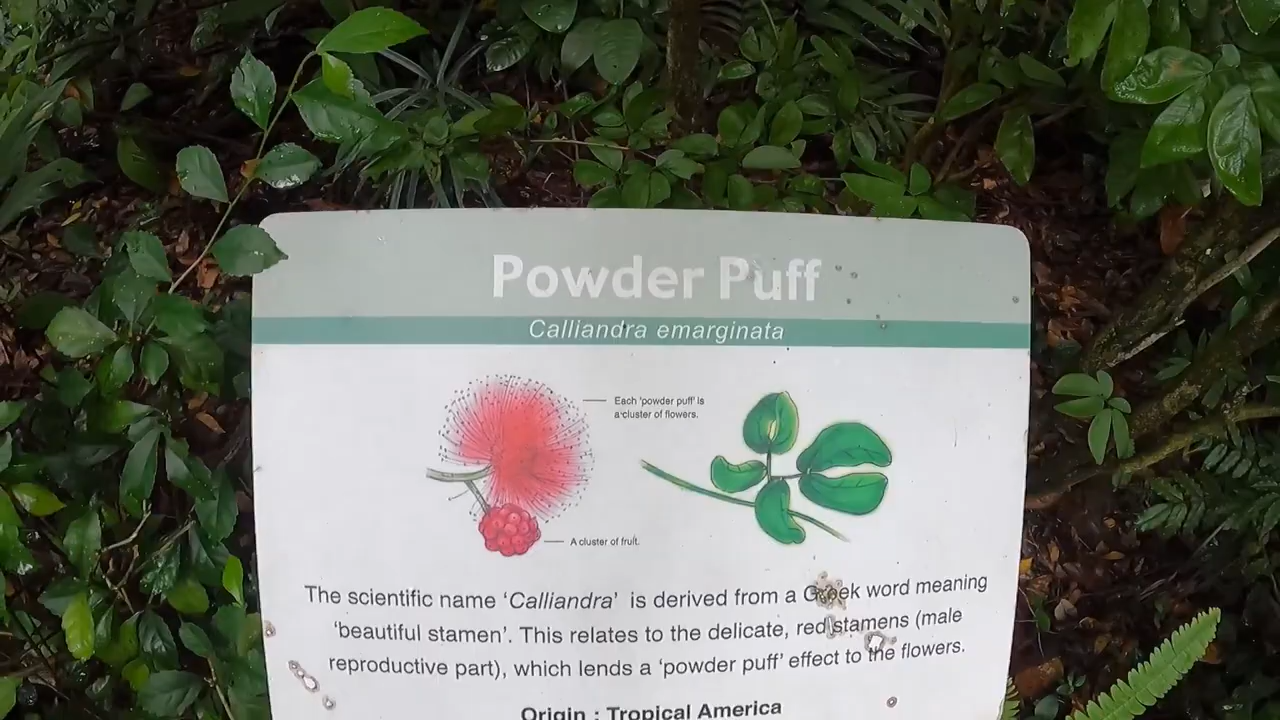 Powder Puff
Calliandra emarginata
Each 'powder puff' is
a cluster of flowers.
A cluster of fruit.
The scientific name ‘Calliandra’ is derived from a Greek word meaning
‘beautiful stamen’. This relates to the delicate, red stamens (male
reproductive part), which lends a ‘powder puff’ effect to the flowers.
Origin : Tropical America